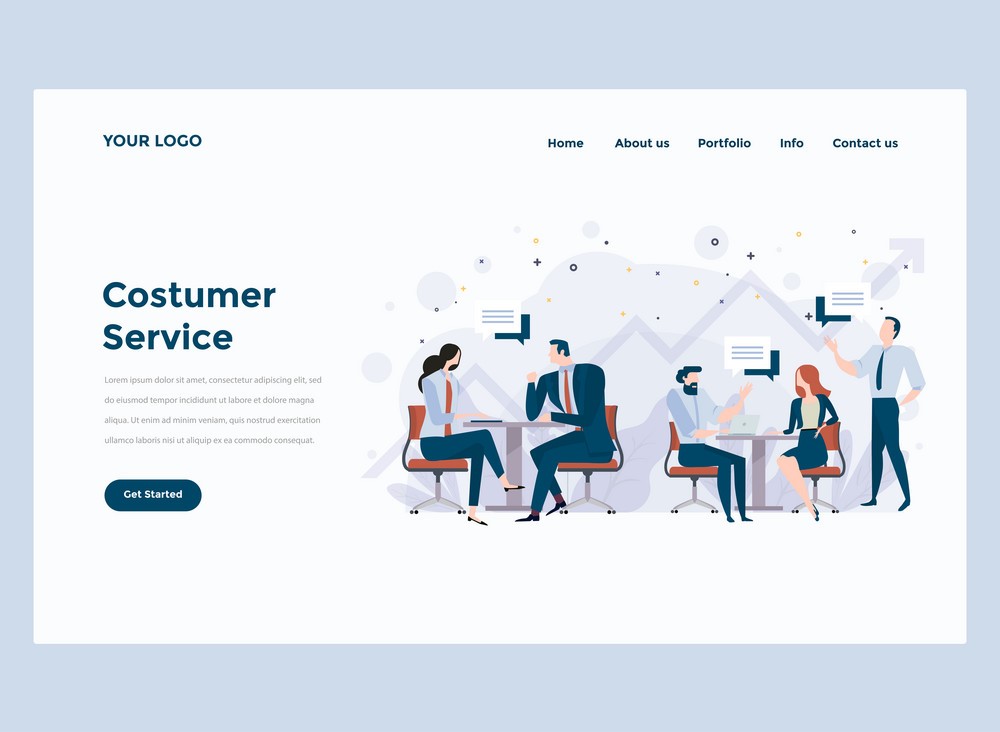 YOUR LOGO
Home About us Portfolio Info Contact us
Costumer
Service
Lorem ipsum dolor sit amet, consectetur adipiscing elit, sed
do eiusmod tempor incididunt ut labore et dolore magna
aliqua. Ut enim ad minim veniam, quis nostrud exercitation
ullamco laboris nisi ut aliquip ex ea commodo consequat.
Get Started